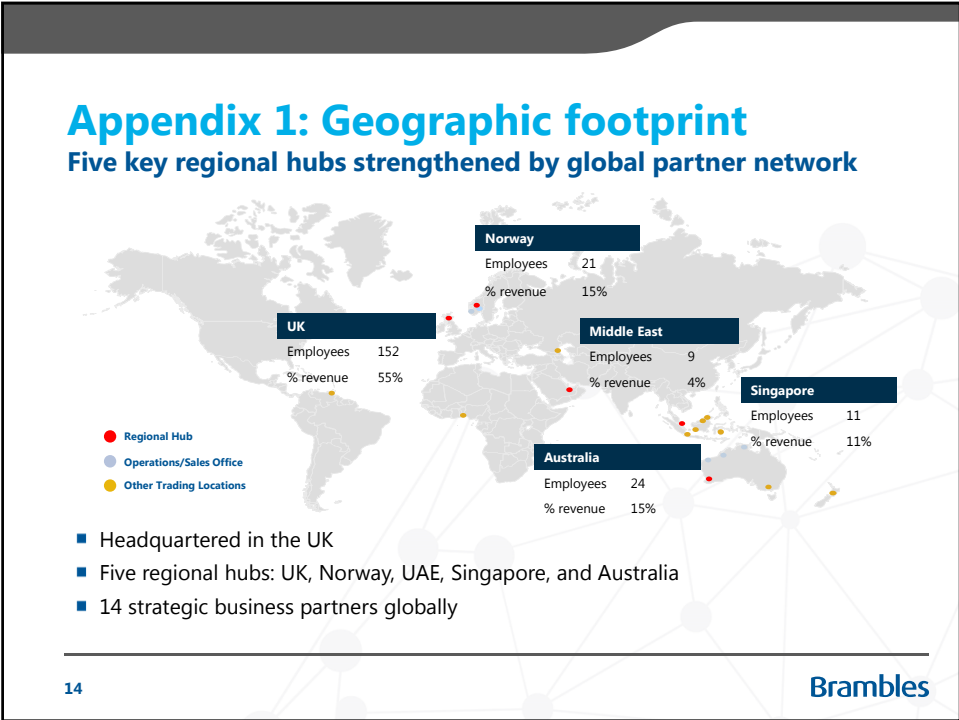 Appendix 1: Geographic footprint
Five key regional hubs strengthened by global partner network
Norway
Employees 21
% revenue 15%
UK
Employees 152
% revenue 55%
Middle East
Employees 9
% revenue 4%
Singapore
Employees 11
% revenue 11%
Australia
Employees 24
% revenue 15%
Regional Hub
Operations/Sales Office
Other Trading Locations
■ Headquartered in the UK
■ Five regional hubs: UK, Norway, UAE, Singapore, and Australia
■ 14 strategic business partners globally
14
Brambles